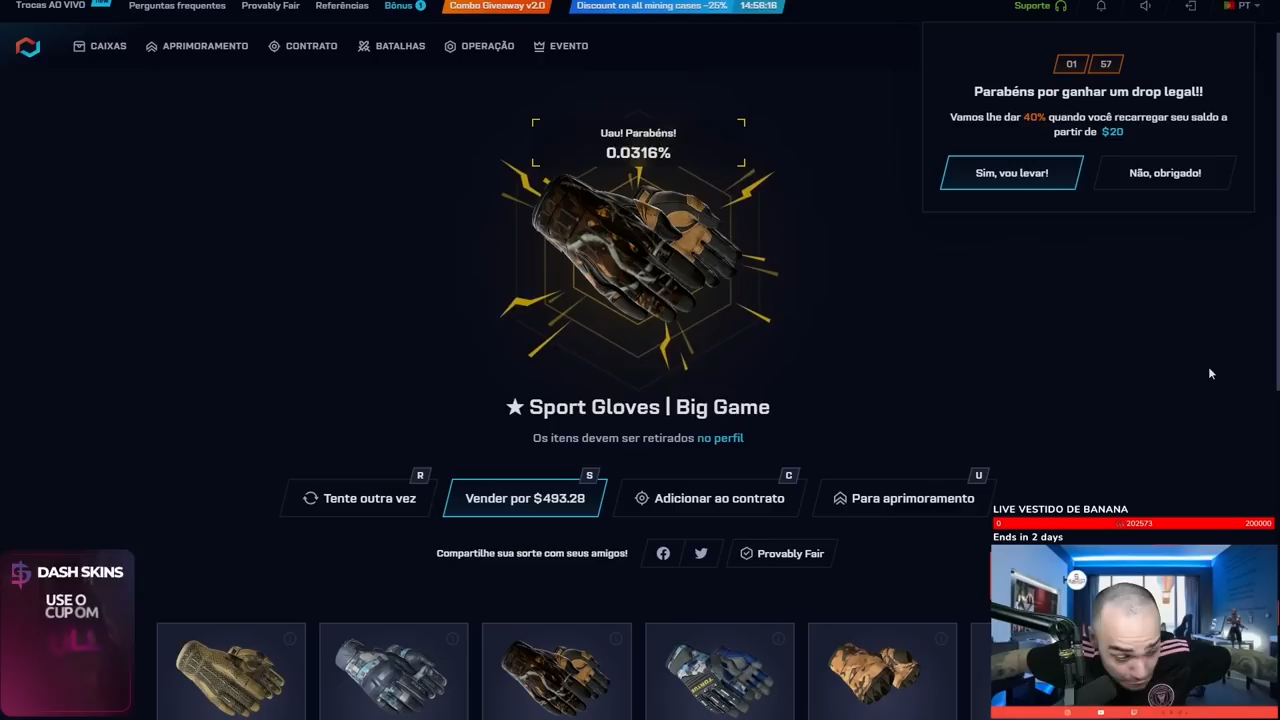 Trocas AO VIVO
Perguntas frequentes
Provably Fair
Referências
Bônus 1
Combo Giveaway v2.0
Discount on all mining cases −25% 14:56:16
Suporte
PT
CAIXAS
APRIMORAMENTO
CONTRATO
BATALHAS
OPERAÇÃO
EVENTO
01 57
Parabéns por ganhar um drop legal!!
Vamos lhe dar 40% quando você recarregar seu saldo a
partir de $20
Sim, vou levar!
Não, obrigado!
Uau! Parabéns!
0.0316%
★ Sport Gloves | Big Game
Os itens devem ser retirados no perfil
R
Tente outra vez
S
Vender por $493.28
C
Adicionar ao contrato
U
Para aprimoramento
Compartilhe sua sorte com seus amigos!
Provably Fair
LIVE VESTIDO DE BANANA
0 202573 200000
Ends in 2 days
DASH SKINS
USE O
CUPOM